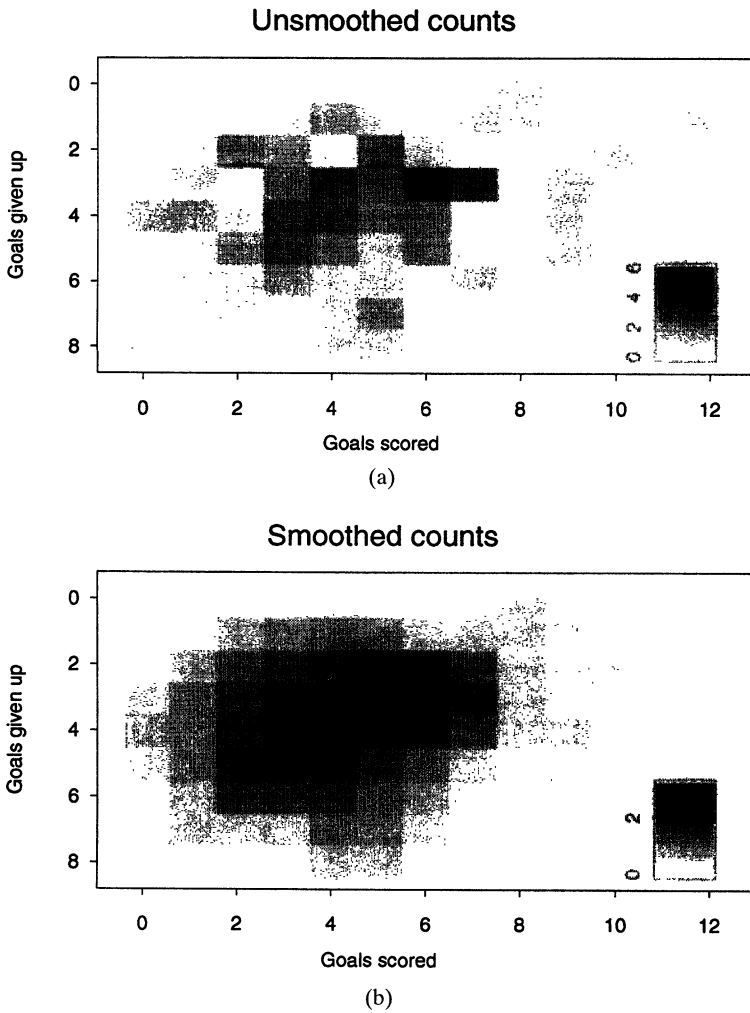 Unsmoothed counts
Goals given up
0
2
4
6
8
0 2 4 6
0 2 4 6 8 10 12
Goals scored
(a)
Smoothed counts
Goals given up
0
2
4
6
8
0 2
0 2 4 6 8 10 12
Goals scored
(b)